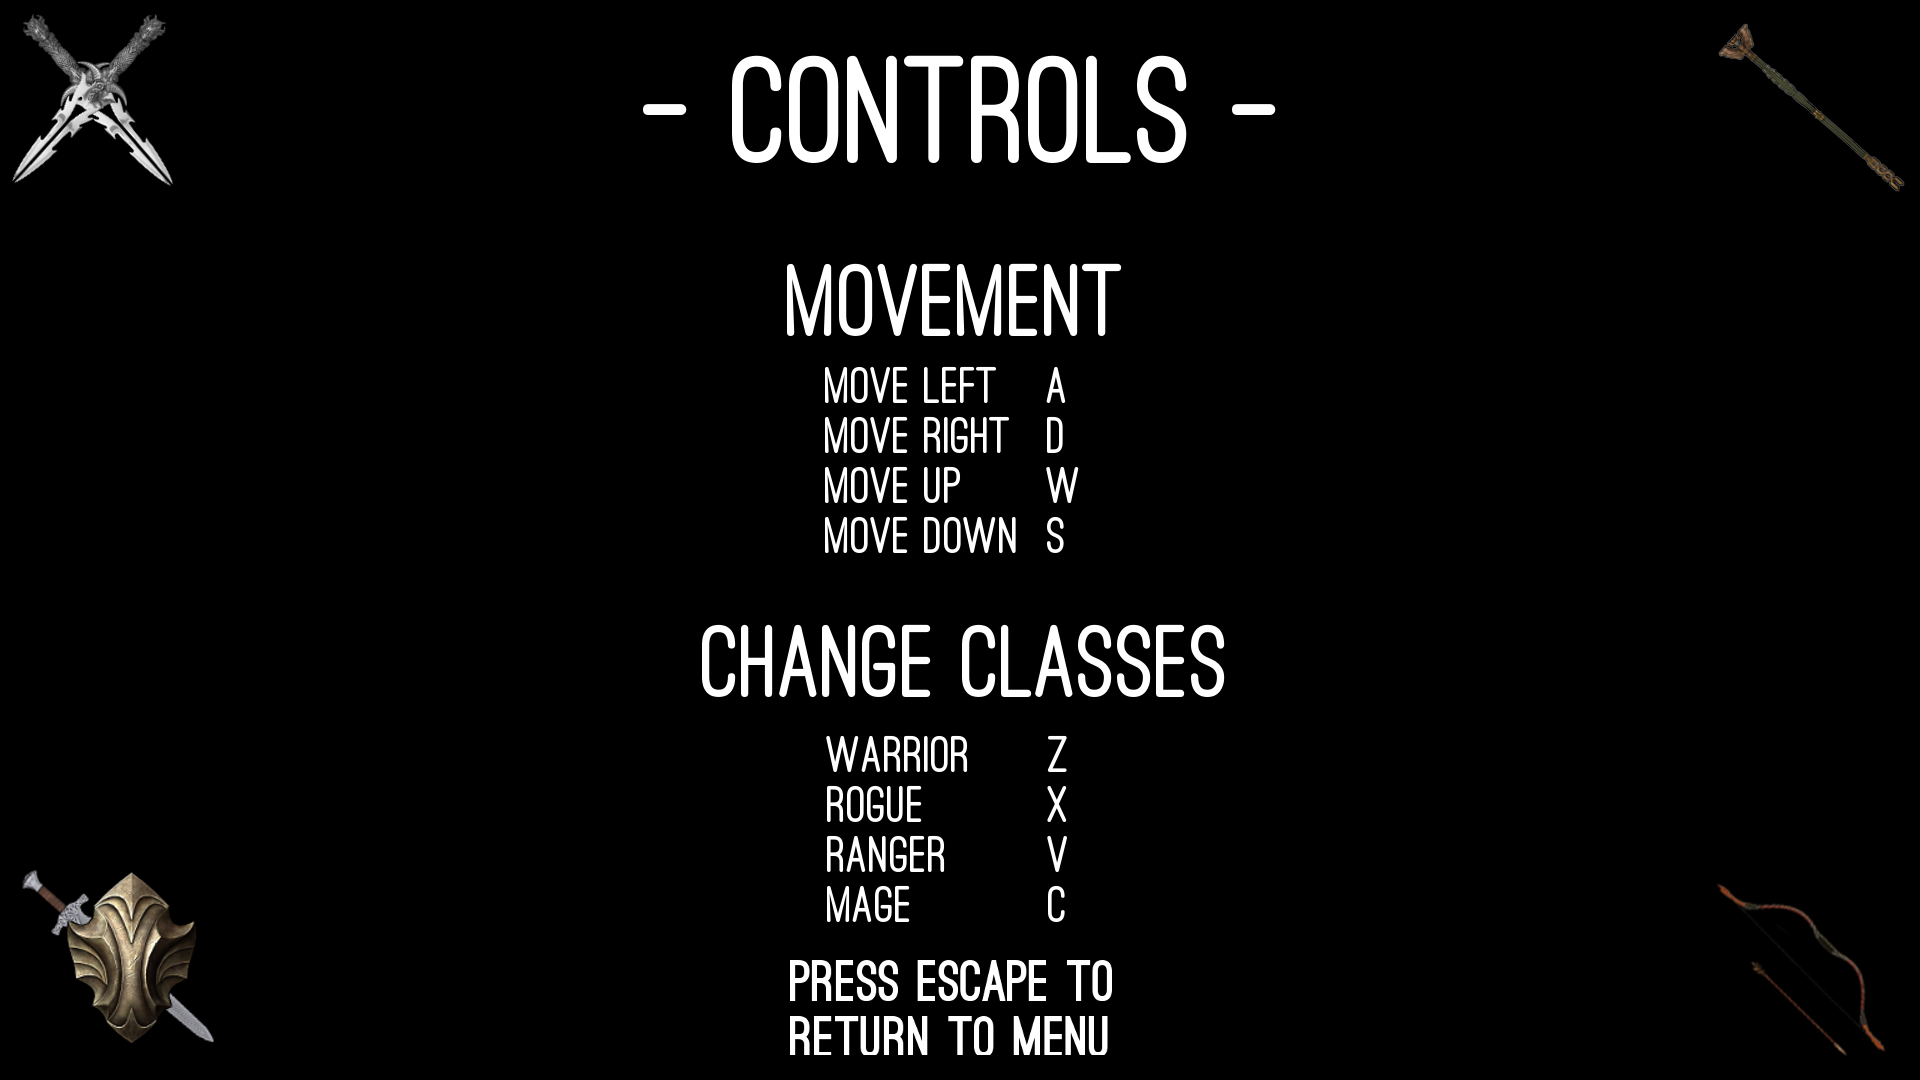 - CONTROLS -
MOVEMENT
MOVE LEFT A
MOVE RIGHT D
MOVE UP W
MOVE DOWN S
CHANGE CLASSES
WARRIOR Z
ROGUE X
RANGER V
MAGE C
PRESS ESCAPE TO
RETURN TO MENU